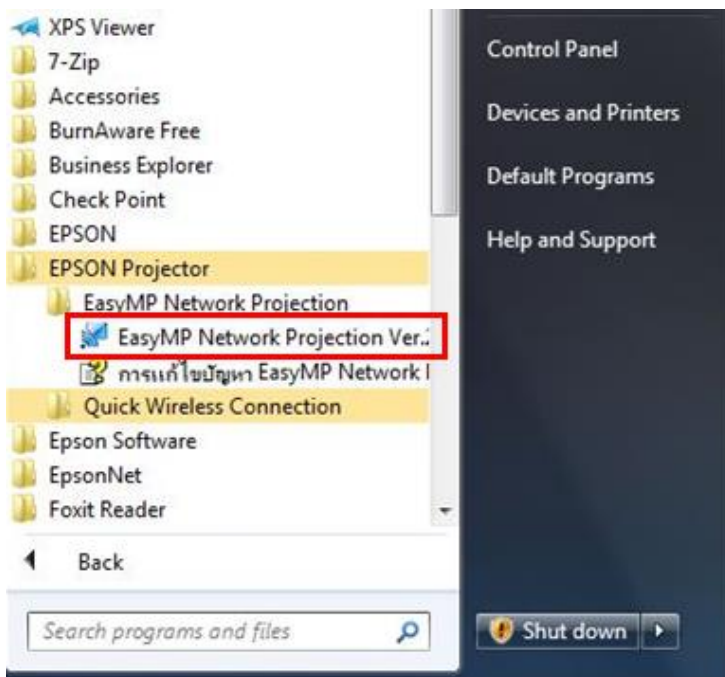 XPS Viewer
7-Zip
Accessories
BurnAware Free
Business Explorer
Check Point
EPSON
EPSON Projector
EasyMP Network Projection
EasyMP Network Projection Ver.
การแก้ไขปัญหา EasyMP Network
Quick Wireless Connection
Epson Software
EpsonNet
Foxit Reader
Back
Search programs and files
Control Panel
Devices and Printers
Default Programs
Help and Support
Shut down